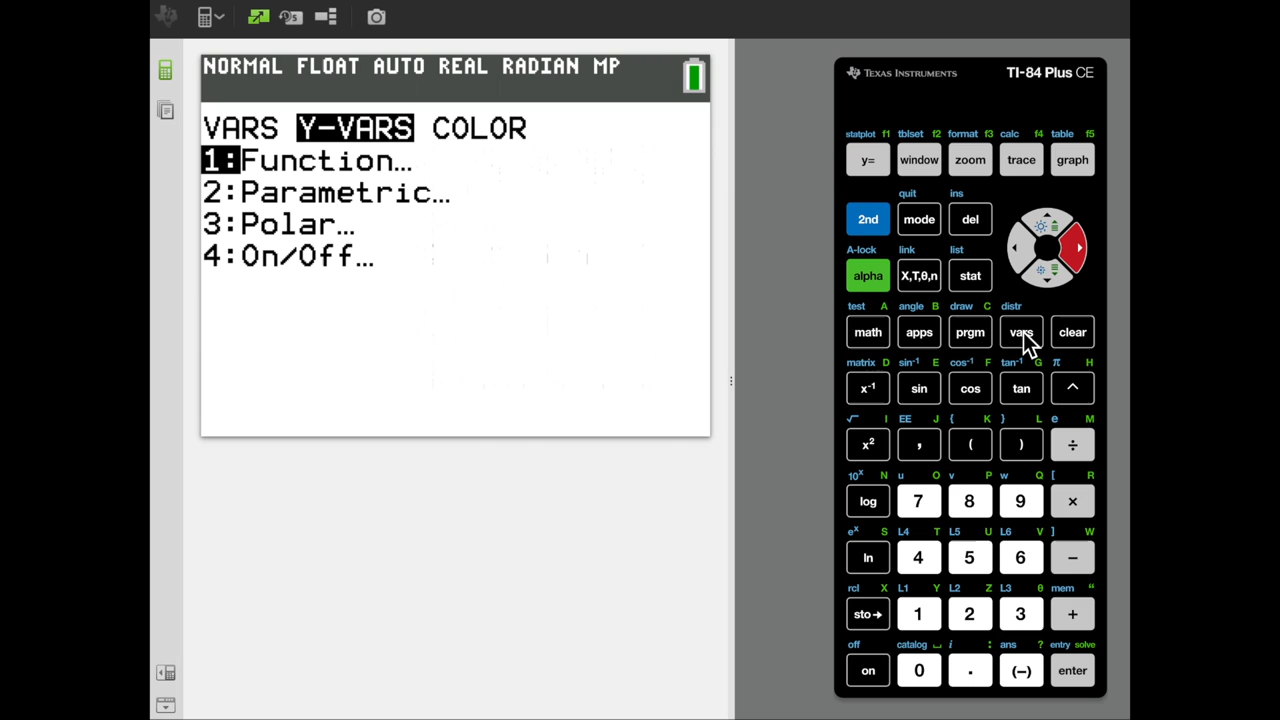 NORMAL FLOAT AUTO REAL RADIAN MP
VARS Y-VARS COLOR
1:Function…
2:Parametric…
3:Polar…
4:On/Off…
TEXAS INSTRUMENTS TI-84 Plus CE
statplot f1 tblset f2 format f3 calc f4 table f5
y= window zoom trace graph
quit ins
2nd mode del
A-lock link list
alpha X,T,θ,n stat
test A angle B draw C distr
math apps prgm vars clear
matrix D sin⁻¹ E cos⁻¹ F tan⁻¹ G π H
x⁻¹ sin cos tan ^
√ I EE J { K } L e M
x² , ( ) ÷
10ˣ N u O v P w Q [ R
log 7 8 9 ×
eˣ S L4 T L5 U L6 V ] W
ln 4 5 6 −
rcl X L1 Y L2 Z L3 θ mem “
sto→ 1 2 3 +
off catalog ␣ i : ans ? entry solve
on 0 . (−) enter